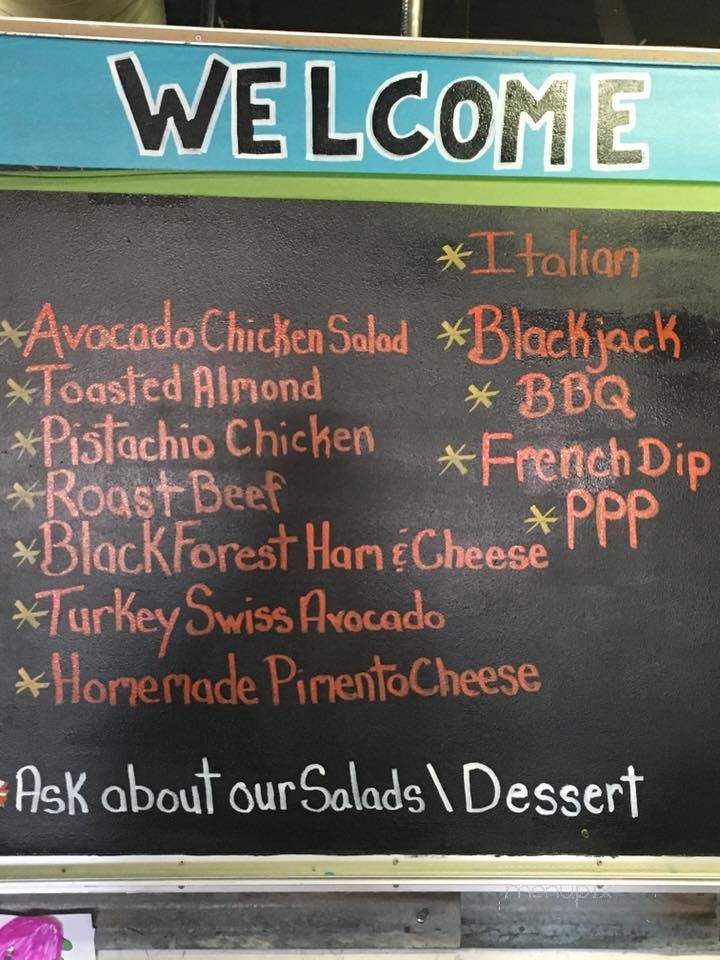 WELCOME
*Avocado Chicken Salad
*Toasted Almond
*Pistachio Chicken
*Roast Beef
*Black Forest Ham & Cheese
*Turkey Swiss Avocado
*Homemade Pimento Cheese
*Italian
*Blackjack
*BBQ
*French Dip
*PPP
*Ask about our Salads \ Dessert
menupix